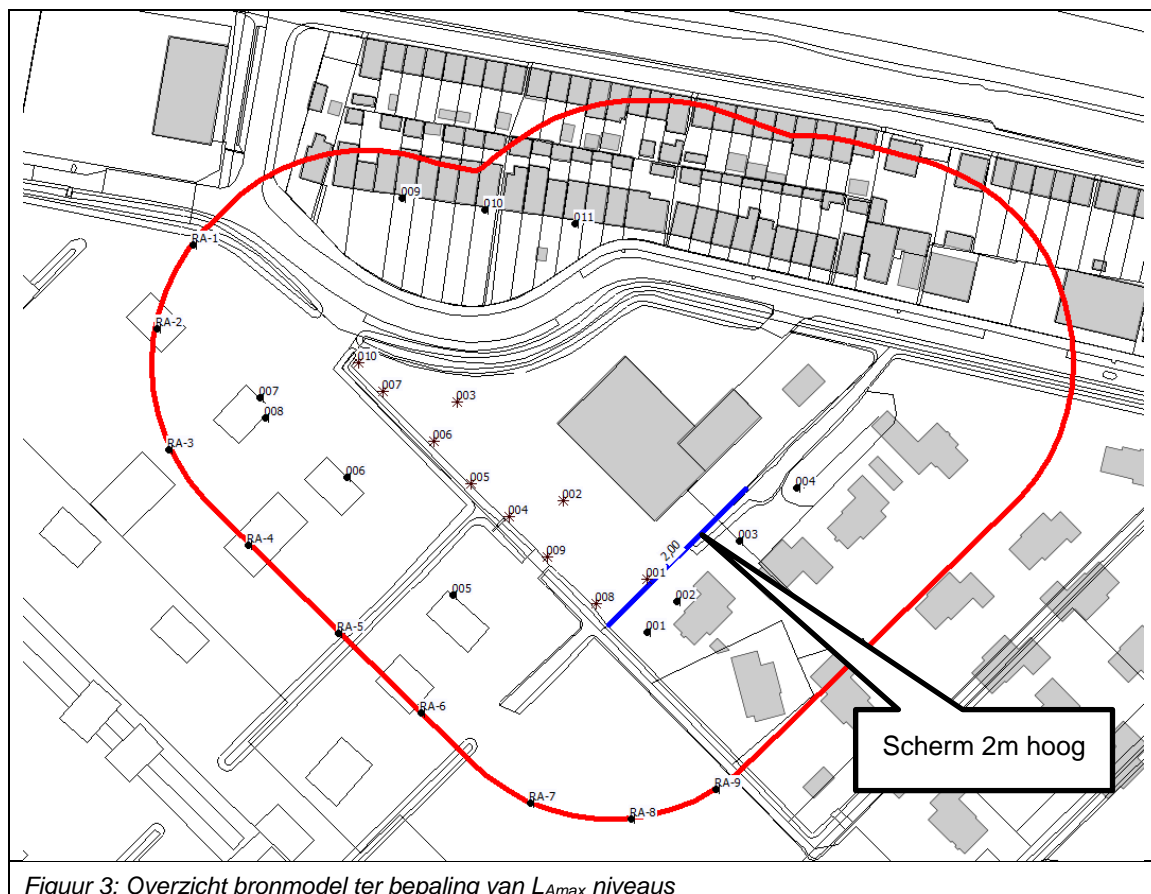 009
010
011
RA-1
RA-2
010
007
003
007
008
006
RA-3
006
005
002
004
004
RA-4
009
003
2,00
001
008
005
002
001
RA-5
RA-6
Scherm 2m hoog
RA-9
RA-7
RA-8
Figuur 3: Overzicht bronmodel ter bepaling van LAmax niveaus